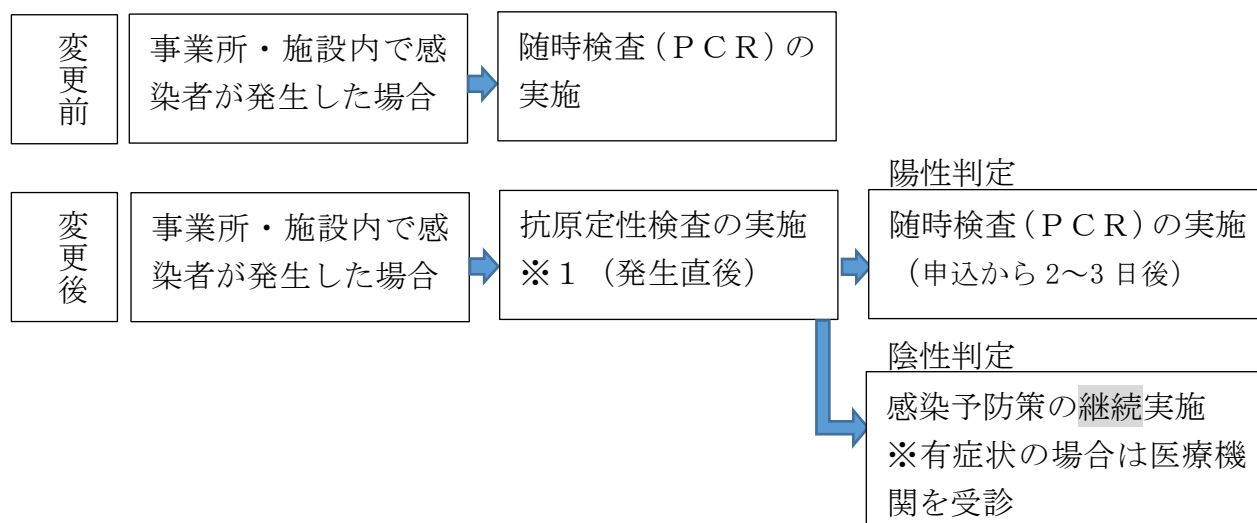 変更前
事業所・施設内で感
染者が発生した場合
随時検査（ＰＣＲ）の
実施
変更後
事業所・施設内で感
染者が発生した場合
抗原定性検査の実施
※１（発生直後）
陽性判定
随時検査（ＰＣＲ）の実施
（申込から2～3日後）
陰性判定
感染予防策の継続実施
※有症状の場合は医療機
関を受診